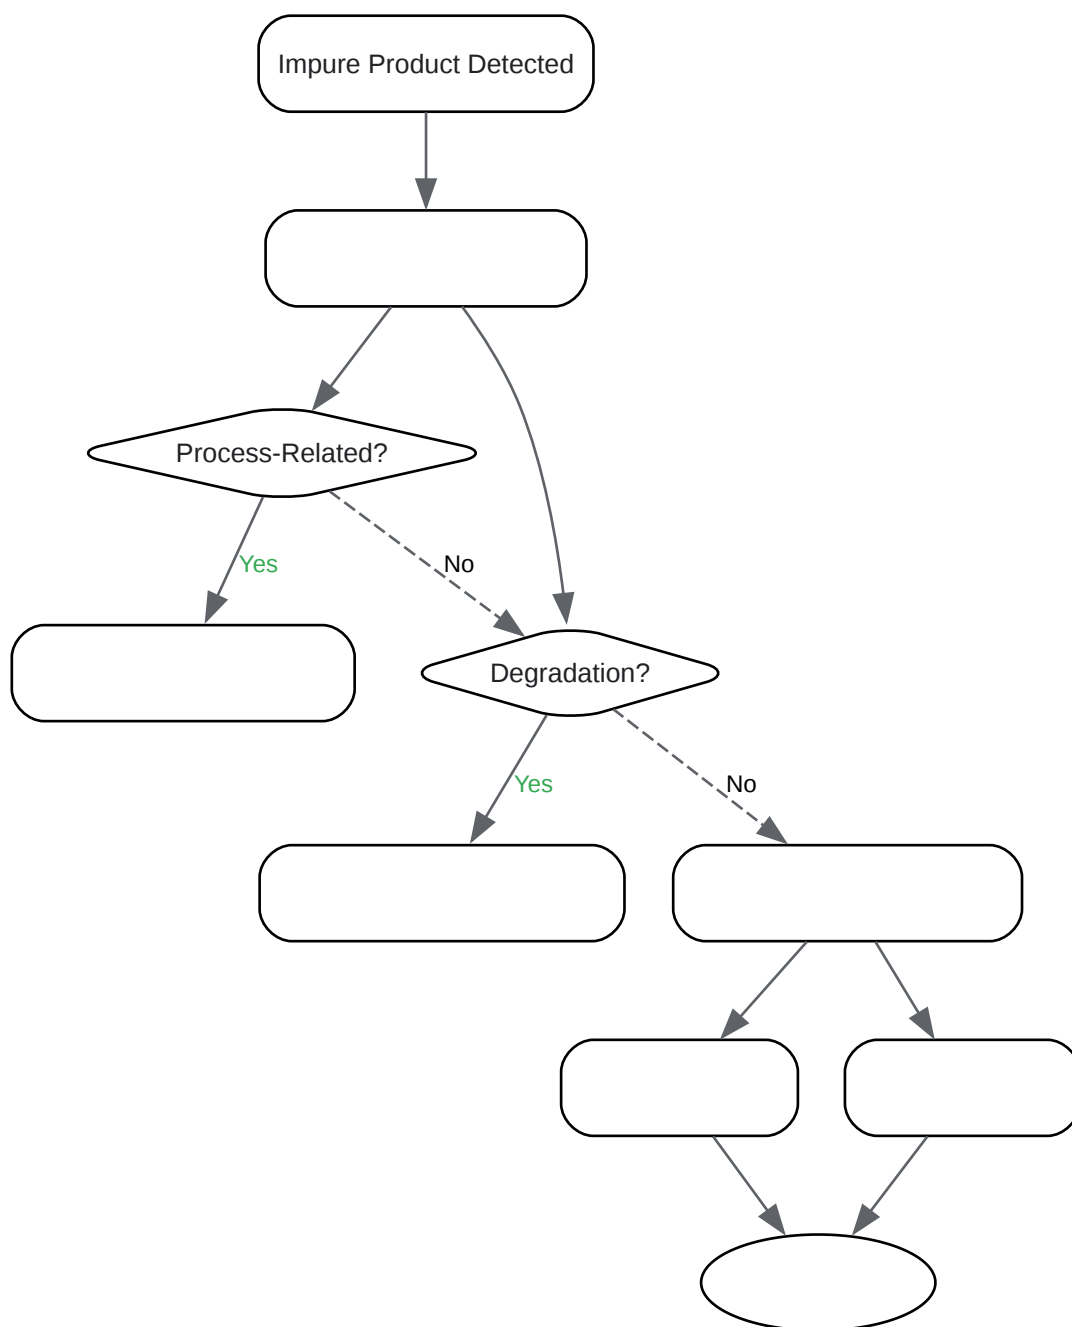 Impure Product Detected
Process-Related?
Yes
No
Degradation?
Yes
No